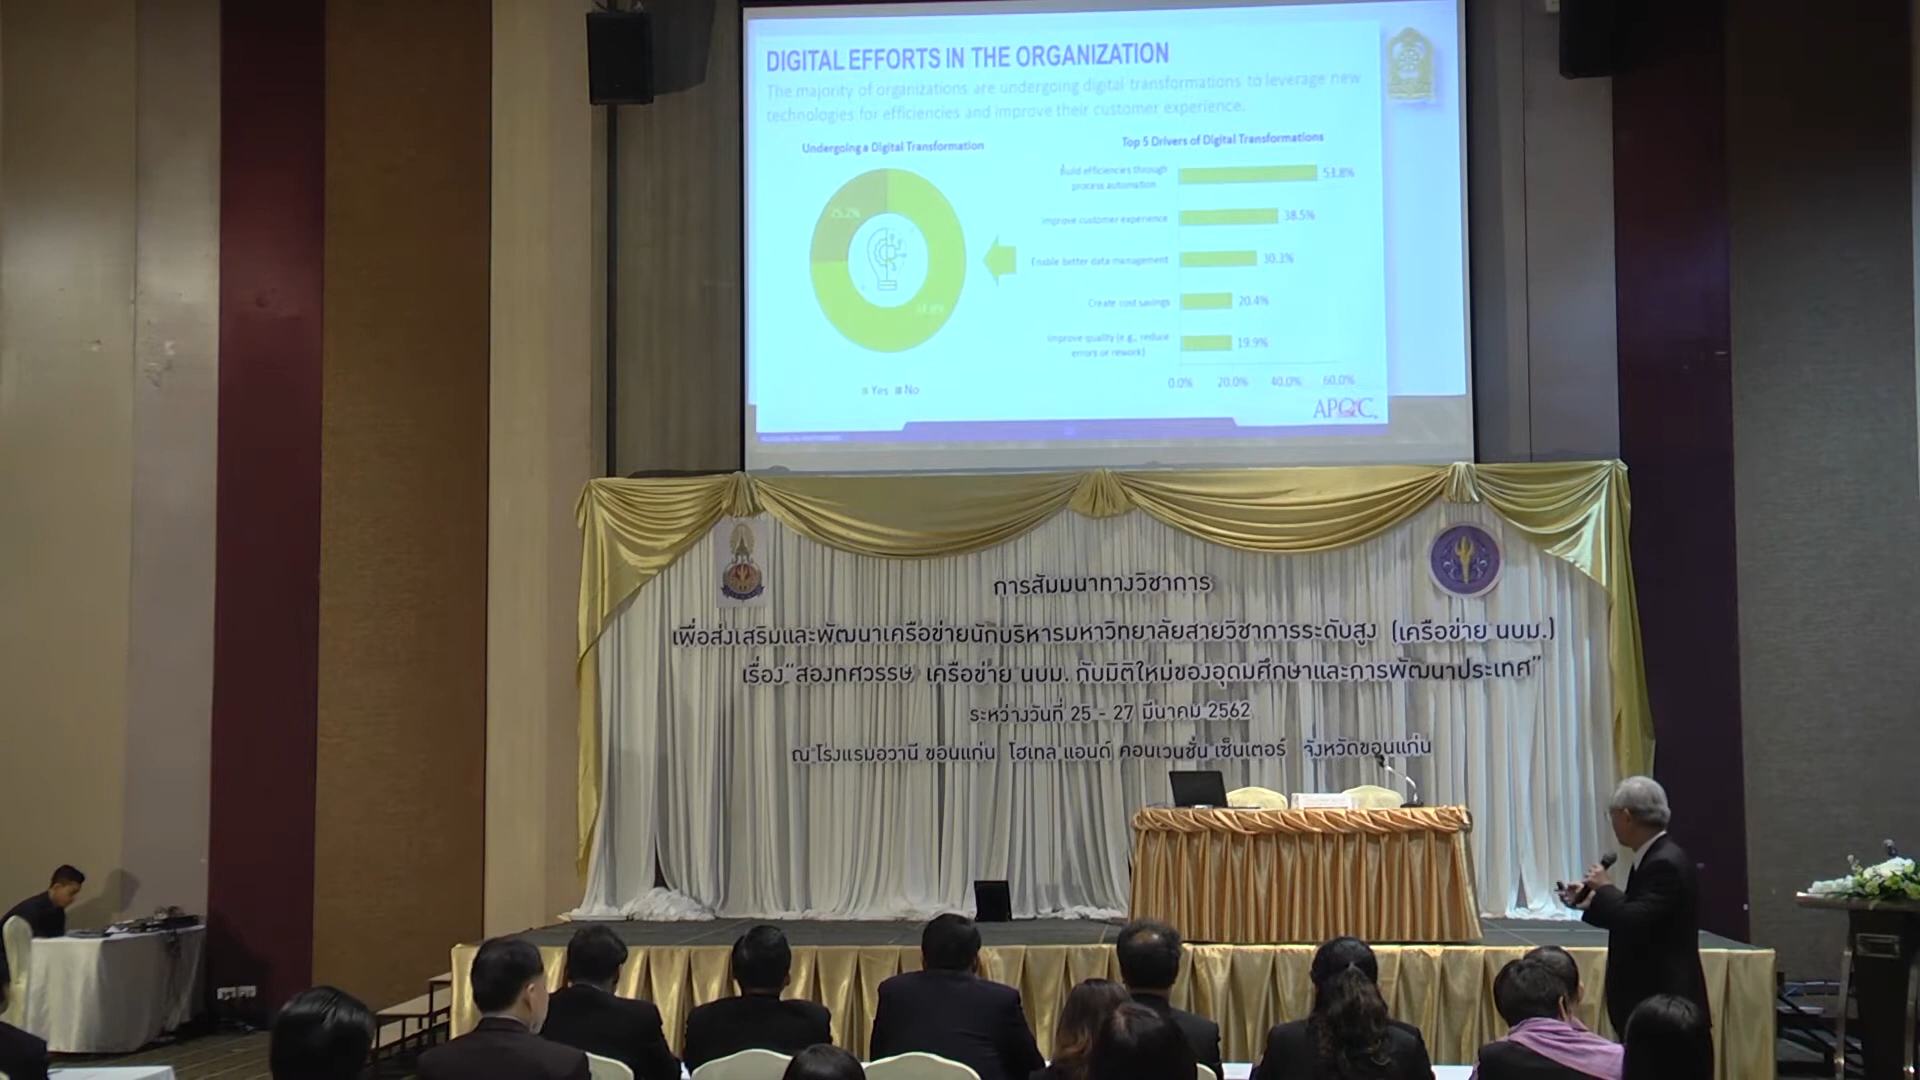 DIGITAL EFFORTS IN THE ORGANIZATION
The majority of organizations are undergoing digital transformations to leverage new
technologies for efficiencies and improve their customer experience.
Undergoing a Digital Transformation
25.2%
Yes No
Top 5 Drivers of Digital Transformations
Build efficiencies through
process automation
53.8%
Improve customer experience
38.5%
Enable better data management
30.3%
Create cost savings
20.4%
Improve quality (e.g., reduce
errors or rework)
19.9%
0.0% 20.0% 40.0% 60.0%
APQC
การสัมมนาทางวิชาการ
เพื่อส่งเสริมและพัฒนาเครือข่ายนักบริหารมหาวิทยาลัยสายวิชาการระดับสูง (เครือข่าย นบม.)
เรื่อง "สองทศวรรษ เครือข่าย นบม. กับมิติใหม่ของอุดมศึกษาและการพัฒนาประเทศ"
ระหว่างวันที่ 25 - 27 มีนาคม 2562
ณ โรงแรมอวานี ขอนแก่น โฮเทล แอนด์ คอนเวนชั่น เซ็นเตอร์ จังหวัดขอนแก่น